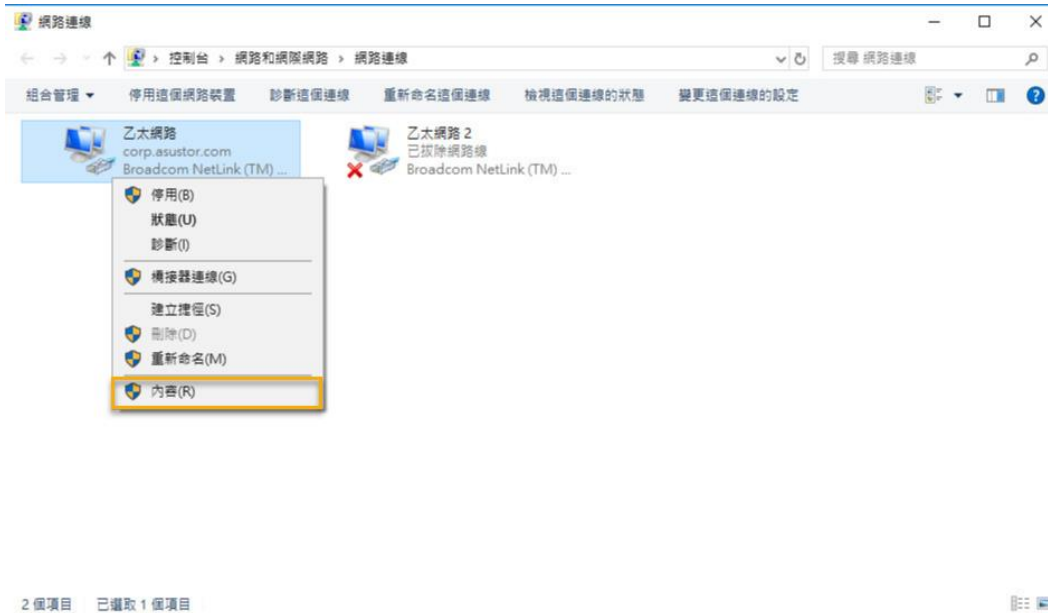 網路連線
控制台 › 網路和網際網路 › 網路連線
搜尋 網路連線
組合管理 停用這個網路裝置 診斷這個連線 重新命名這個連線 檢視這個連線的狀態 變更這個連線的設定
乙太網路
corp.asustor.com
Broadcom NetLink (TM) ...
乙太網路 2
已拔除網路線
Broadcom NetLink (TM) ...
停用(B)
狀態(U)
診斷(I)
橋接器連線(G)
建立捷徑(S)
刪除(D)
重新命名(M)
內容(R)
2 個項目 已選取 1 個項目